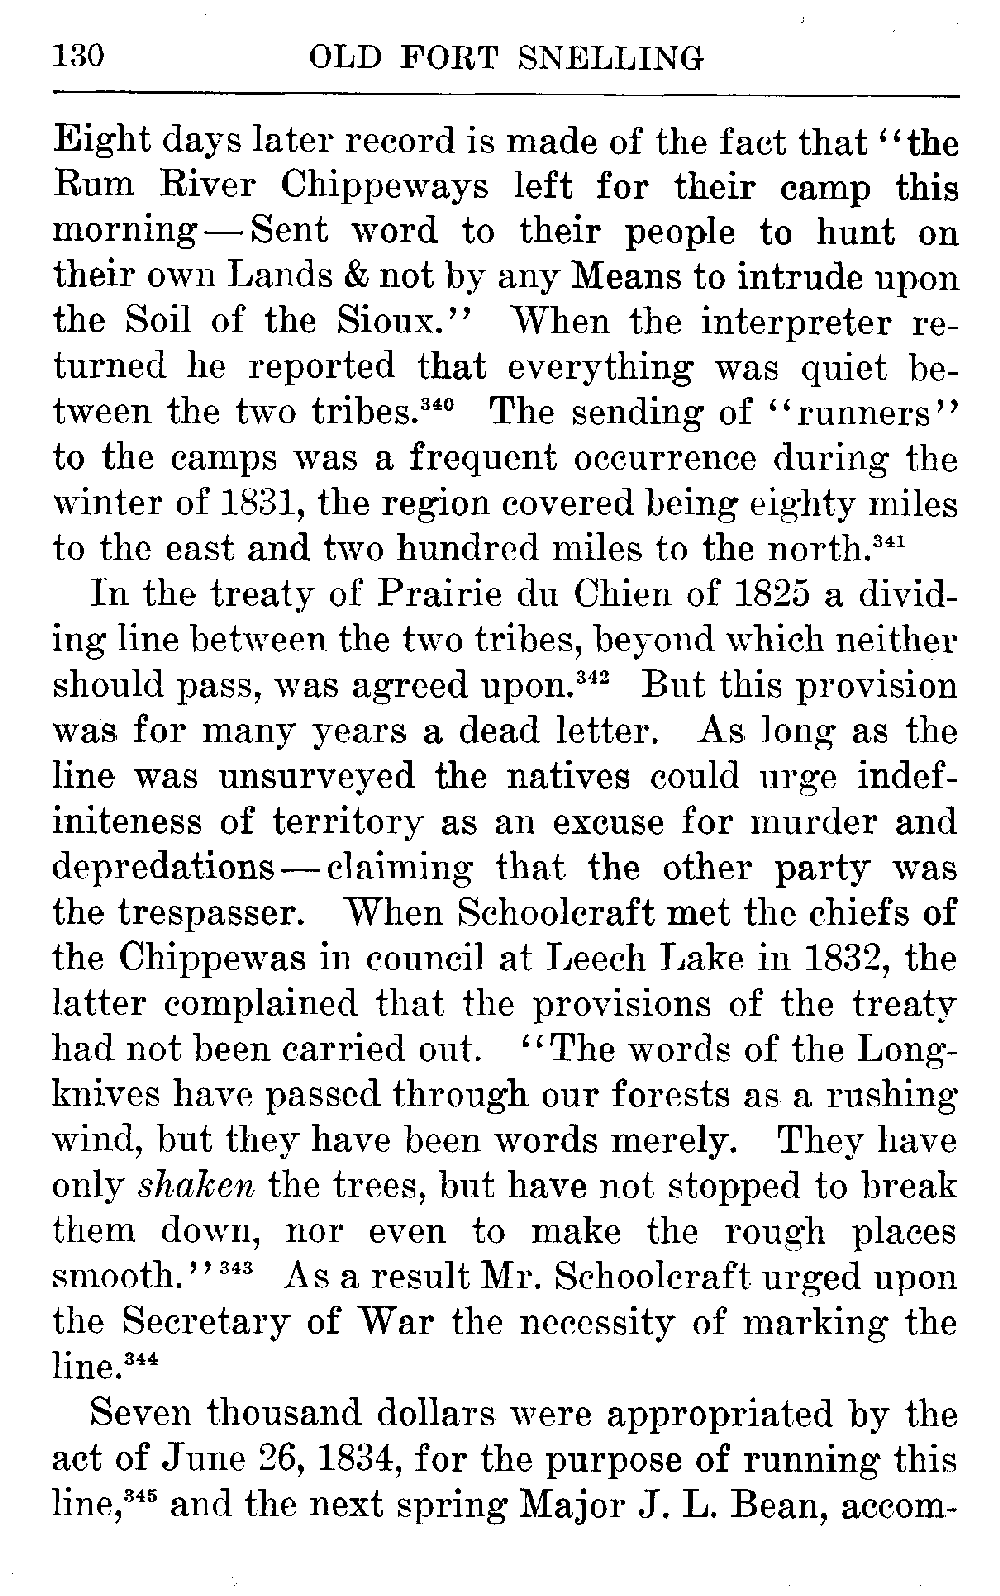 130 OLD FORT SNELLING
Eight days later record is made of the fact that "the
Rum River Chippeways left for their camp this
morning—Sent word to their people to hunt on
their own Lands & not by any Means to intrude upon
the Soil of the Sioux." When the interpreter re-
turned he reported that everything was quiet be-
tween the two tribes.³⁴⁰ The sending of "runners"
to the camps was a frequent occurrence during the
winter of 1831, the region covered being eighty miles
to the east and two hundred miles to the north.³⁴¹
In the treaty of Prairie du Chien of 1825 a divid-
ing line between the two tribes, beyond which neither
should pass, was agreed upon.³⁴² But this provision
was for many years a dead letter. As long as the
line was unsurveyed the natives could urge indef-
initeness of territory as an excuse for murder and
depredations—claiming that the other party was
the trespasser. When Schoolcraft met the chiefs of
the Chippewas in council at Leech Lake in 1832, the
latter complained that the provisions of the treaty
had not been carried out. "The words of the Long-
knives have passed through our forests as a rushing
wind, but they have been words merely. They have
only shaken the trees, but have not stopped to break
them down, nor even to make the rough places
smooth."³⁴³ As a result Mr. Schoolcraft urged upon
the Secretary of War the necessity of marking the
line.³⁴⁴
Seven thousand dollars were appropriated by the
act of June 26, 1834, for the purpose of running this
line,³⁴⁵ and the next spring Major J. L. Bean, accom-